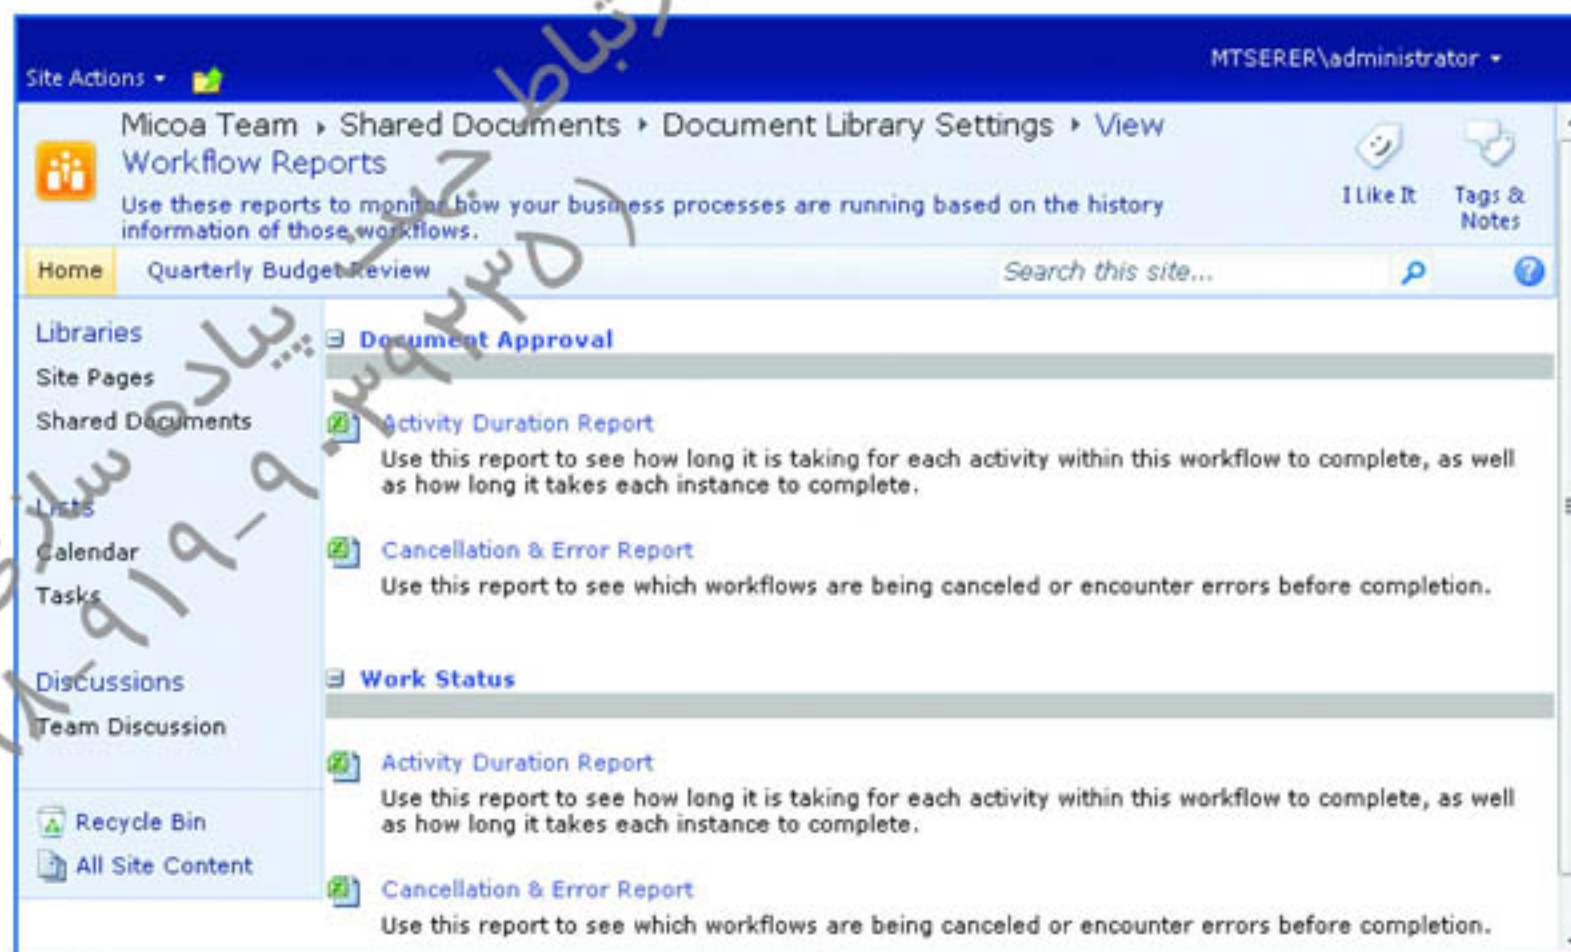 Site Actions
MTSERER\administrator
Micoa Team ▸ Shared Documents ▸ Document Library Settings ▸ View
Workflow Reports
Use these reports to monitor how your business processes are running based on the history
information of those workflows.
I Like It
Tags &
Notes
Home
Quarterly Budget Review
Search this site...
Libraries
Site Pages
Shared Documents
Lists
Calendar
Tasks
Discussions
Team Discussion
Recycle Bin
All Site Content
Document Approval
Activity Duration Report
Use this report to see how long it is taking for each activity within this workflow to complete, as well
as how long it takes each instance to complete.
Cancellation & Error Report
Use this report to see which workflows are being canceled or encounter errors before completion.
Work Status
Activity Duration Report
Use this report to see how long it is taking for each activity within this workflow to complete, as well
as how long it takes each instance to complete.
Cancellation & Error Report
Use this report to see which workflows are being canceled or encounter errors before completion.
جهت پیاده